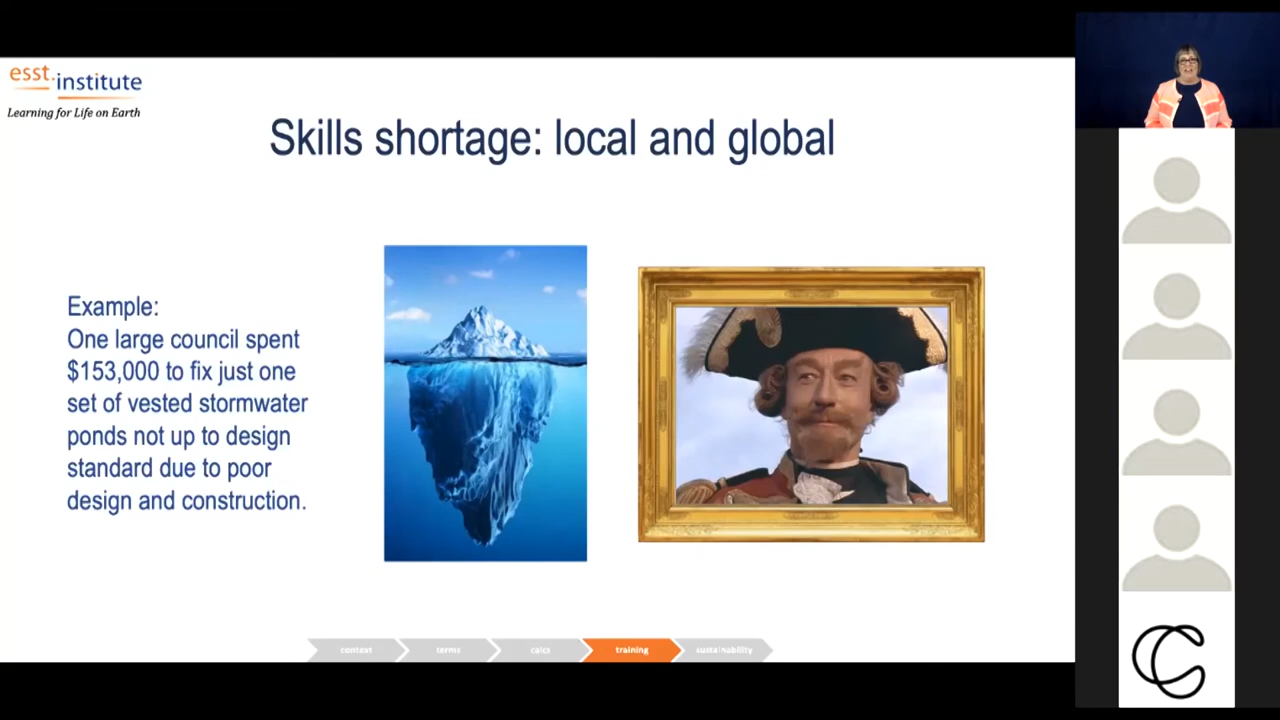 esst.institute
Learning for Life on Earth
Skills shortage: local and global
Example:
One large council spent
$153,000 to fix just one
set of vested stormwater
ponds not up to design
standard due to poor
design and construction.
context
terms
calcs
training
sustainability